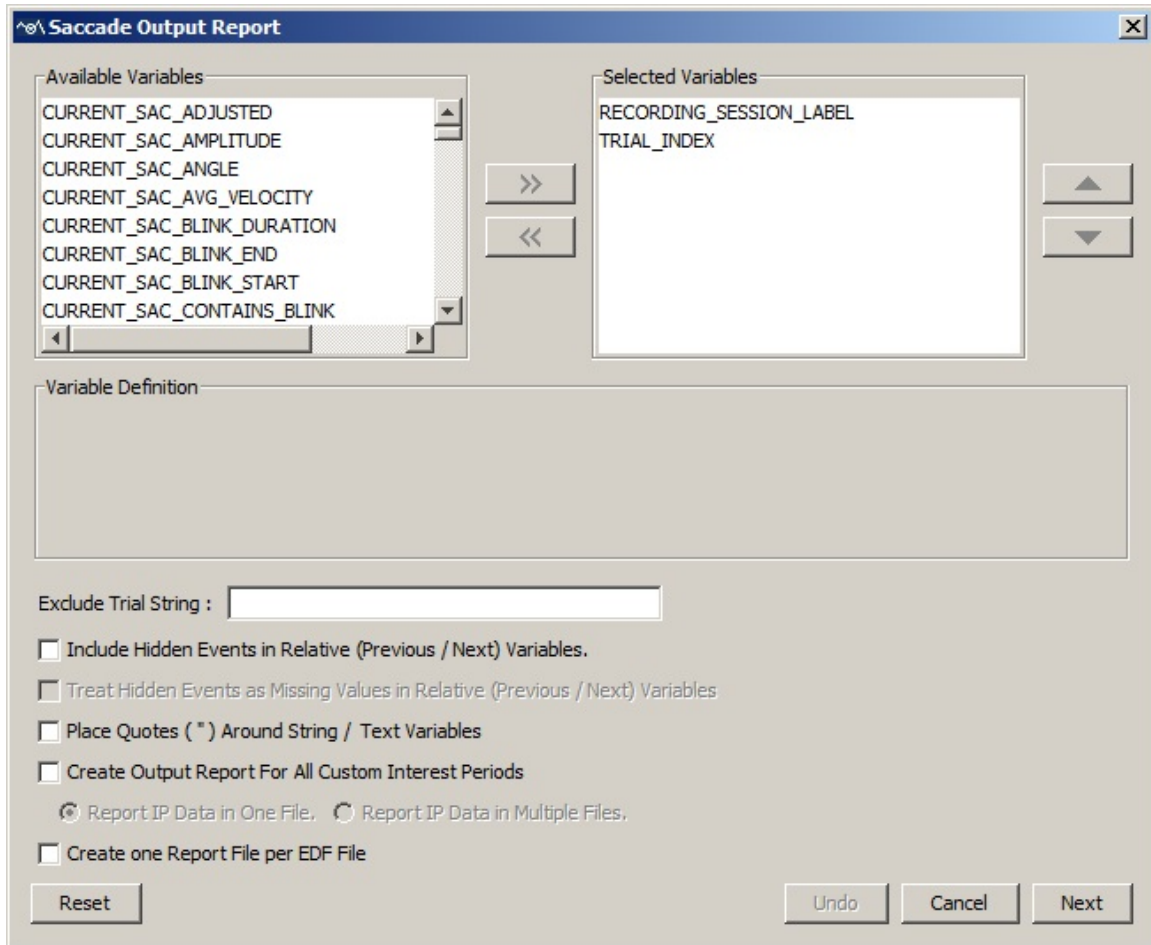 Saccade Output Report
Available Variables
CURRENT_SAC_ADJUSTED
CURRENT_SAC_AMPLITUDE
CURRENT_SAC_ANGLE
CURRENT_SAC_AVG_VELOCITY
CURRENT_SAC_BLINK_DURATION
CURRENT_SAC_BLINK_END
CURRENT_SAC_BLINK_START
CURRENT_SAC_CONTAINS_BLINK
>>
<<
Selected Variables
RECORDING_SESSION_LABEL
TRIAL_INDEX
Variable Definition
Exclude Trial String :
Include Hidden Events in Relative (Previous / Next) Variables.
Treat Hidden Events as Missing Values in Relative (Previous / Next) Variables
Place Quotes ( " ) Around String / Text Variables
Create Output Report For All Custom Interest Periods
Report IP Data in One File. Report IP Data in Multiple Files.
Create one Report File per EDF File
Reset Undo Cancel Next